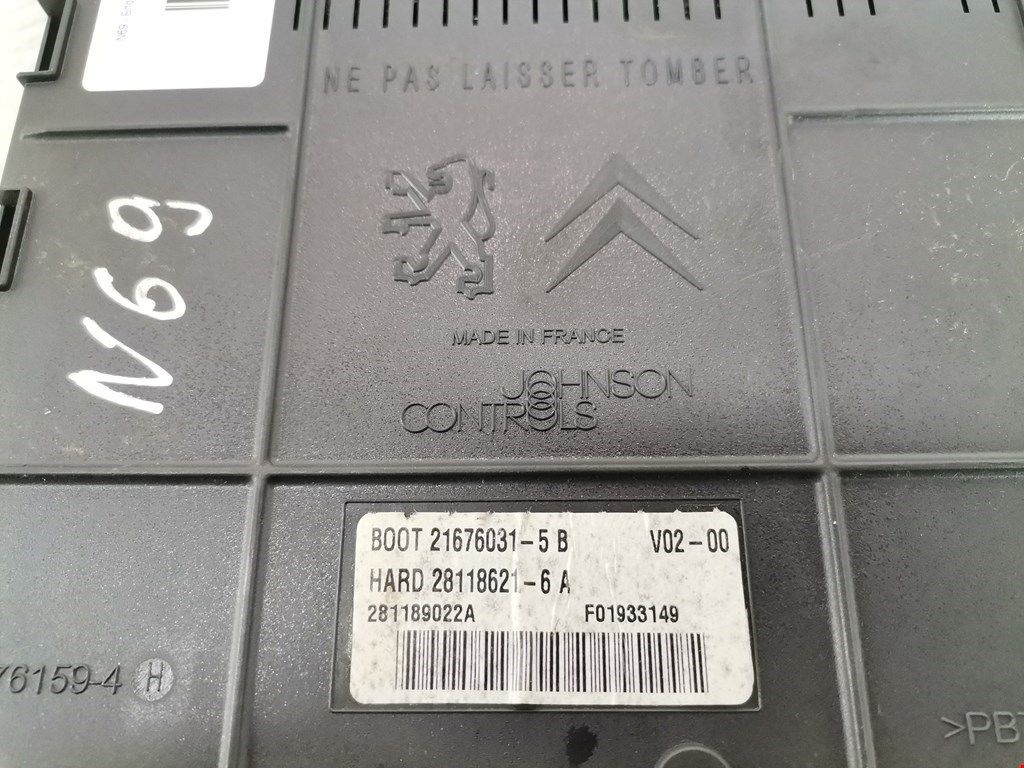 N69
NE PAS LAISSER TOMBER
N69
MADE IN FRANCE
JOHNSON
CONTROLS
BOOT 21676031-5 B V02-00
HARD 28118621-6 A
281189022A F01933149
76159-4 H
>PBT